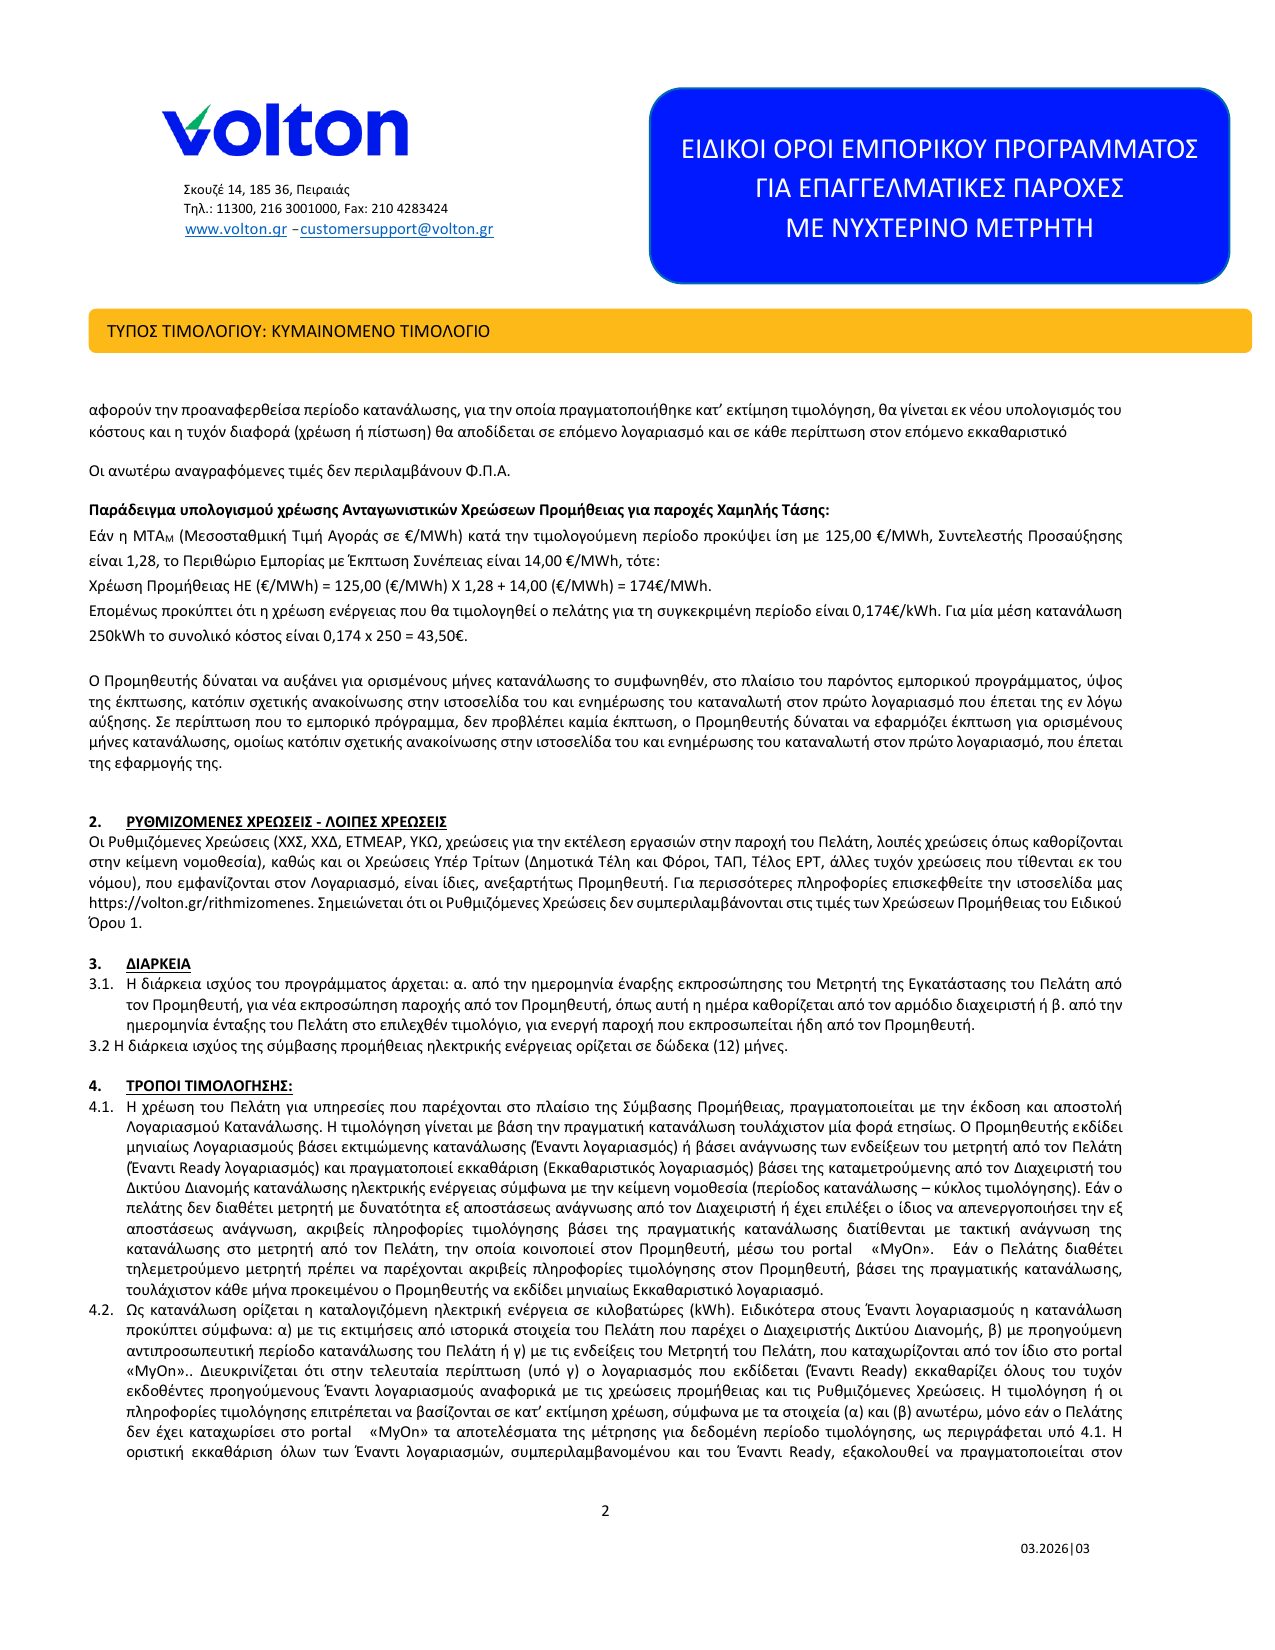 volton
ΕΙΔΙΚΟΙ ΟΡΟΙ ΕΜΠΟΡΙΚΟΥ ΠΡΟΓΡΑΜΜΑΤΟΣ
ΓΙΑ ΕΠΑΓΓΕΛΜΑΤΙΚΕΣ ΠΑΡΟΧΕΣ
ΜΕ ΝΥΧΤΕΡΙΝΟ ΜΕΤΡΗΤΗ
Σκουζέ 14, 185 36, Πειραιάς
Τηλ.: 11300, 216 3001000, Fax: 210 4283424
www.volton.gr –customersupport@volton.gr
ΤΥΠΟΣ ΤΙΜΟΛΟΓΙΟΥ: ΚΥΜΑΙΝΟΜΕΝΟ ΤΙΜΟΛΟΓΙΟ
αφορούν την προαναφερθείσα περίοδο κατανάλωσης, για την οποία πραγματοποιήθηκε κατ’ εκτίμηση τιμολόγηση, θα γίνεται εκ νέου υπολογισμός του
κόστους και η τυχόν διαφορά (χρέωση ή πίστωση) θα αποδίδεται σε επόμενο λογαριασμό και σε κάθε περίπτωση στον επόμενο εκκαθαριστικό
Οι ανωτέρω αναγραφόμενες τιμές δεν περιλαμβάνουν Φ.Π.Α.
Παράδειγμα υπολογισμού χρέωσης Ανταγωνιστικών Χρεώσεων Προμήθειας για παροχές Χαμηλής Τάσης:
Εάν η ΜΤΑΜ (Μεσοσταθμική Τιμή Αγοράς σε €/MWh) κατά την τιμολογούμενη περίοδο προκύψει ίση με 125,00 €/MWh, Συντελεστής Προσαύξησης
είναι 1,28, το Περιθώριο Εμπορίας με Έκπτωση Συνέπειας είναι 14,00 €/MWh, τότε:
Χρέωση Προμήθειας ΗΕ (€/MWh) = 125,00 (€/MWh) Χ 1,28 + 14,00 (€/MWh) = 174€/MWh.
Επομένως προκύπτει ότι η χρέωση ενέργειας που θα τιμολογηθεί ο πελάτης για τη συγκεκριμένη περίοδο είναι 0,174€/kWh. Για μία μέση κατανάλωση
250kWh το συνολικό κόστος είναι 0,174 x 250 = 43,50€.
Ο Προμηθευτής δύναται να αυξάνει για ορισμένους μήνες κατανάλωσης το συμφωνηθέν, στο πλαίσιο του παρόντος εμπορικού προγράμματος, ύψος
της έκπτωσης, κατόπιν σχετικής ανακοίνωσης στην ιστοσελίδα του και ενημέρωσης του καταναλωτή στον πρώτο λογαριασμό που έπεται της εν λόγω
αύξησης. Σε περίπτωση που το εμπορικό πρόγραμμα, δεν προβλέπει καμία έκπτωση, ο Προμηθευτής δύναται να εφαρμόζει έκπτωση για ορισμένους
μήνες κατανάλωσης, ομοίως κατόπιν σχετικής ανακοίνωσης στην ιστοσελίδα του και ενημέρωσης του καταναλωτή στον πρώτο λογαριασμό, που έπεται
της εφαρμογής της.
2. ΡΥΘΜΙΖΟΜΕΝΕΣ ΧΡΕΩΣΕΙΣ - ΛΟΙΠΕΣ ΧΡΕΩΣΕΙΣ
Οι Ρυθμιζόμενες Χρεώσεις (ΧΧΣ, ΧΧΔ, ΕΤΜΕΑΡ, ΥΚΩ, χρεώσεις για την εκτέλεση εργασιών στην παροχή του Πελάτη, λοιπές χρεώσεις όπως καθορίζονται
στην κείμενη νομοθεσία), καθώς και οι Χρεώσεις Υπέρ Τρίτων (Δημοτικά Τέλη και Φόροι, ΤΑΠ, Τέλος ΕΡΤ, άλλες τυχόν χρεώσεις που τίθενται εκ του
νόμου), που εμφανίζονται στον Λογαριασμό, είναι ίδιες, ανεξαρτήτως Προμηθευτή. Για περισσότερες πληροφορίες επισκεφθείτε την ιστοσελίδα μας
https://volton.gr/rithmizomenes. Σημειώνεται ότι οι Ρυθμιζόμενες Χρεώσεις δεν συμπεριλαμβάνονται στις τιμές των Χρεώσεων Προμήθειας του Ειδικού
Όρου 1.
3. ΔΙΑΡΚΕΙΑ
3.1. Η διάρκεια ισχύος του προγράμματος άρχεται: α. από την ημερομηνία έναρξης εκπροσώπησης του Μετρητή της Εγκατάστασης του Πελάτη από
τον Προμηθευτή, για νέα εκπροσώπηση παροχής από τον Προμηθευτή, όπως αυτή η ημέρα καθορίζεται από τον αρμόδιο διαχειριστή ή β. από την
ημερομηνία ένταξης του Πελάτη στο επιλεχθέν τιμολόγιο, για ενεργή παροχή που εκπροσωπείται ήδη από τον Προμηθευτή.
3.2 Η διάρκεια ισχύος της σύμβασης προμήθειας ηλεκτρικής ενέργειας ορίζεται σε δώδεκα (12) μήνες.
4. ΤΡΟΠΟΙ ΤΙΜΟΛΟΓΗΣΗΣ:
4.1. Η χρέωση του Πελάτη για υπηρεσίες που παρέχονται στο πλαίσιο της Σύμβασης Προμήθειας, πραγματοποιείται με την έκδοση και αποστολή
Λογαριασμού Κατανάλωσης. Η τιμολόγηση γίνεται με βάση την πραγματική κατανάλωση τουλάχιστον μία φορά ετησίως. Ο Προμηθευτής εκδίδει
μηνιαίως Λογαριασμούς βάσει εκτιμώμενης κατανάλωσης (Έναντι λογαριασμός) ή βάσει ανάγνωσης των ενδείξεων του μετρητή από τον Πελάτη
(Έναντι Ready λογαριασμός) και πραγματοποιεί εκκαθάριση (Εκκαθαριστικός λογαριασμός) βάσει της καταμετρούμενης από τον Διαχειριστή του
Δικτύου Διανομής κατανάλωσης ηλεκτρικής ενέργειας σύμφωνα με την κείμενη νομοθεσία (περίοδος κατανάλωσης – κύκλος τιμολόγησης). Εάν ο
πελάτης δεν διαθέτει μετρητή με δυνατότητα εξ αποστάσεως ανάγνωσης από τον Διαχειριστή ή έχει επιλέξει ο ίδιος να απενεργοποιήσει την εξ
αποστάσεως ανάγνωση, ακριβείς πληροφορίες τιμολόγησης βάσει της πραγματικής κατανάλωσης διατίθενται με τακτική ανάγνωση της
κατανάλωσης στο μετρητή από τον Πελάτη, την οποία κοινοποιεί στον Προμηθευτή, μέσω του portal «MyOn». Εάν ο Πελάτης διαθέτει
τηλεμετρούμενο μετρητή πρέπει να παρέχονται ακριβείς πληροφορίες τιμολόγησης στον Προμηθευτή, βάσει της πραγματικής κατανάλωσης,
τουλάχιστον κάθε μήνα προκειμένου ο Προμηθευτής να εκδίδει μηνιαίως Εκκαθαριστικό λογαριασμό.
4.2. Ως κατανάλωση ορίζεται η καταλογιζόμενη ηλεκτρική ενέργεια σε κιλοβατώρες (kWh). Ειδικότερα στους Έναντι λογαριασμούς η κατανάλωση
προκύπτει σύμφωνα: α) με τις εκτιμήσεις από ιστορικά στοιχεία του Πελάτη που παρέχει ο Διαχειριστής Δικτύου Διανομής, β) με προηγούμενη
αντιπροσωπευτική περίοδο κατανάλωσης του Πελάτη ή γ) με τις ενδείξεις του Μετρητή του Πελάτη, που καταχωρίζονται από τον ίδιο στο portal
«MyOn».. Διευκρινίζεται ότι στην τελευταία περίπτωση (υπό γ) ο λογαριασμός που εκδίδεται (Έναντι Ready) εκκαθαρίζει όλους του τυχόν
εκδοθέντες προηγούμενους Έναντι λογαριασμούς αναφορικά με τις χρεώσεις προμήθειας και τις Ρυθμιζόμενες Χρεώσεις. Η τιμολόγηση ή οι
πληροφορίες τιμολόγησης επιτρέπεται να βασίζονται σε κατ’ εκτίμηση χρέωση, σύμφωνα με τα στοιχεία (α) και (β) ανωτέρω, μόνο εάν ο Πελάτης
δεν έχει καταχωρίσει στο portal «MyOn» τα αποτελέσματα της μέτρησης για δεδομένη περίοδο τιμολόγησης, ως περιγράφεται υπό 4.1. Η
οριστική εκκαθάριση όλων των Έναντι λογαριασμών, συμπεριλαμβανομένου και του Έναντι Ready, εξακολουθεί να πραγματοποιείται στον
2
03.2026|03